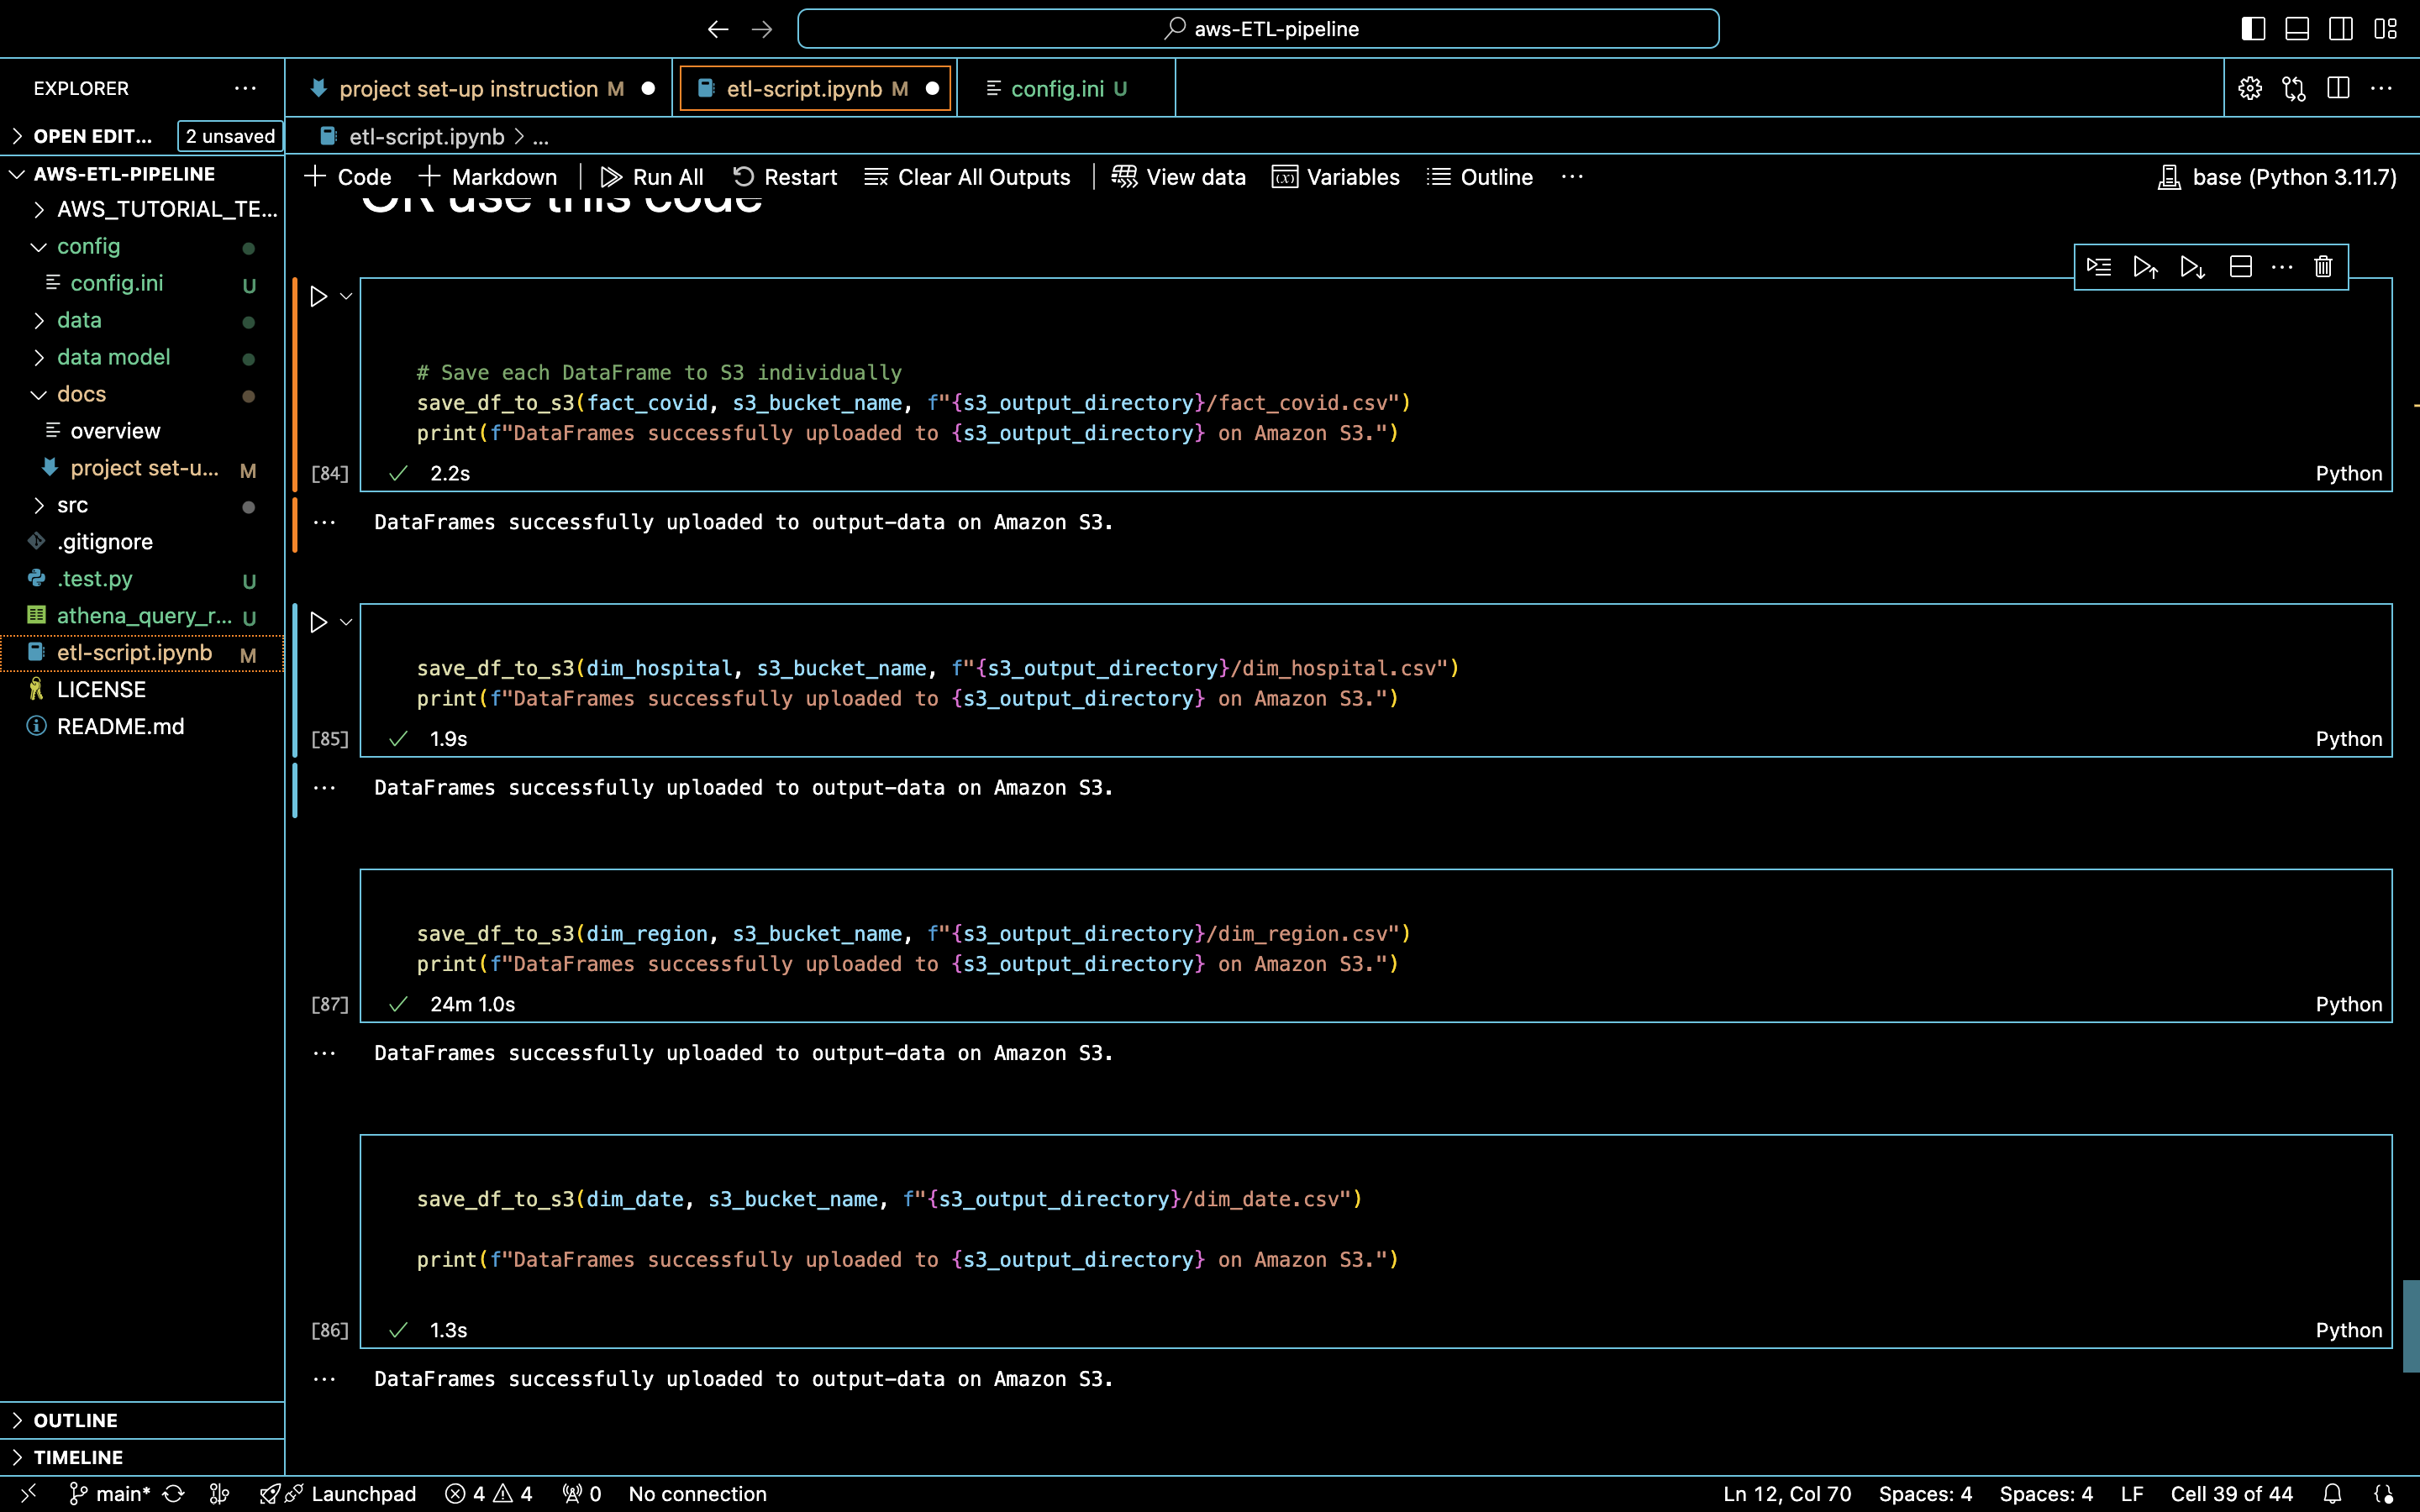 aws-ETL-pipeline
EXPLORER
project set-up instruction M
etl-script.ipynb M
config.ini U
OPEN EDIT... 2 unsaved
etl-script.ipynb > ...
AWS-ETL-PIPELINE
+ Code + Markdown Run All Restart Clear All Outputs View data Variables Outline ...
base (Python 3.11.7)
AWS_TUTORIAL_TE...
config
config.ini U
data
data model
docs
overview
project set-u... M
src
.gitignore
.test.py U
athena_query_r... U
etl-script.ipynb M
LICENSE
README.md
OUTLINE
TIMELINE
OR use this code
# Save each DataFrame to S3 individually
save_df_to_s3(fact_covid, s3_bucket_name, f"{s3_output_directory}/fact_covid.csv")
print(f"DataFrames successfully uploaded to {s3_output_directory} on Amazon S3.")
[84] ✓ 2.2s Python
DataFrames successfully uploaded to output-data on Amazon S3.
save_df_to_s3(dim_hospital, s3_bucket_name, f"{s3_output_directory}/dim_hospital.csv")
print(f"DataFrames successfully uploaded to {s3_output_directory} on Amazon S3.")
[85] ✓ 1.9s Python
DataFrames successfully uploaded to output-data on Amazon S3.
save_df_to_s3(dim_region, s3_bucket_name, f"{s3_output_directory}/dim_region.csv")
print(f"DataFrames successfully uploaded to {s3_output_directory} on Amazon S3.")
[87] ✓ 24m 1.0s Python
DataFrames successfully uploaded to output-data on Amazon S3.
save_df_to_s3(dim_date, s3_bucket_name, f"{s3_output_directory}/dim_date.csv")
print(f"DataFrames successfully uploaded to {s3_output_directory} on Amazon S3.")
[86] ✓ 1.3s Python
DataFrames successfully uploaded to output-data on Amazon S3.
main* Launchpad 4 4 0 No connection
Ln 12, Col 70 Spaces: 4 Spaces: 4 LF Cell 39 of 44